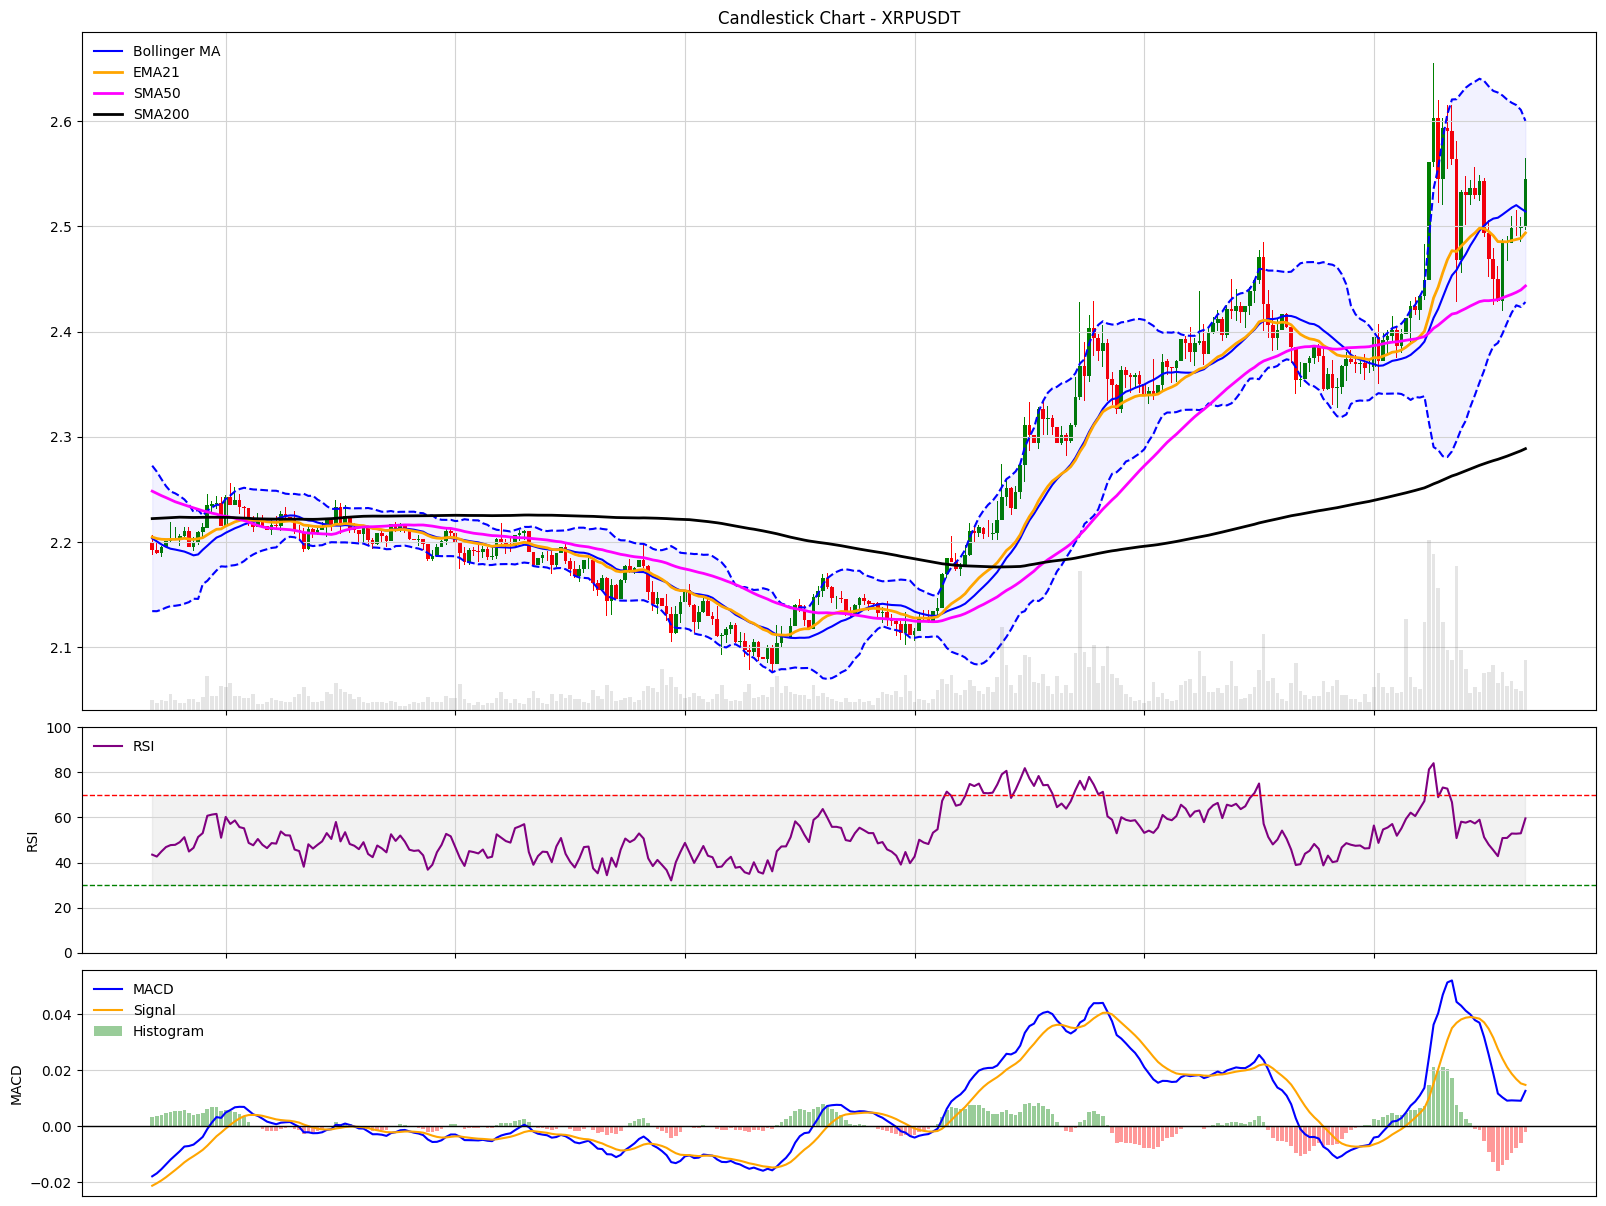 Candlestick Chart - XRPUSDT
Bollinger MA
EMA21
SMA50
SMA200
2.6
2.5
2.4
2.3
2.2
2.1
RSI
100
80
60
40
20
0
RSI
MACD
Signal
Histogram
0.04
0.02
0.00
−0.02
MACD